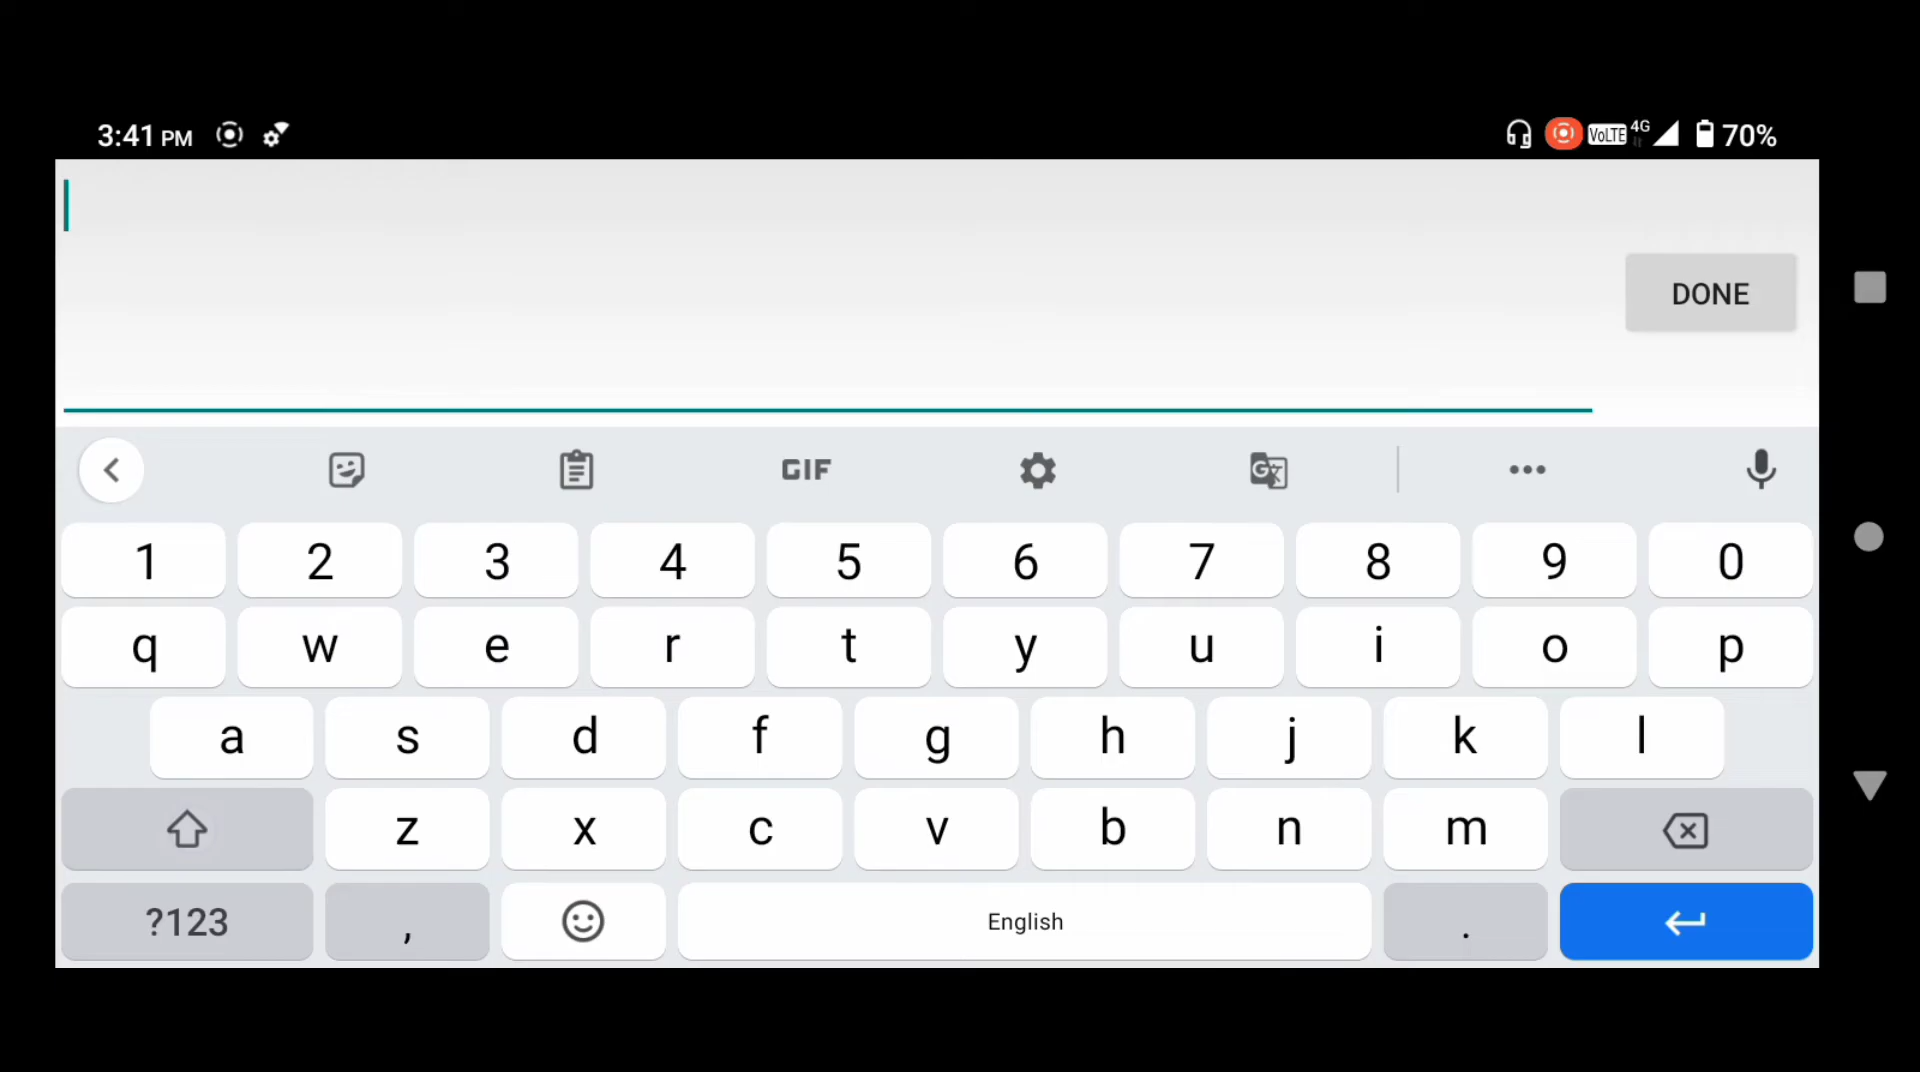 3:41 PM VoLTE 4G 70%
DONE
GIF G
1 2 3 4 5 6 7 8 9 0
q w e r t y u i o p
a s d f g h j k l
z x c v b n m
?123 , English .